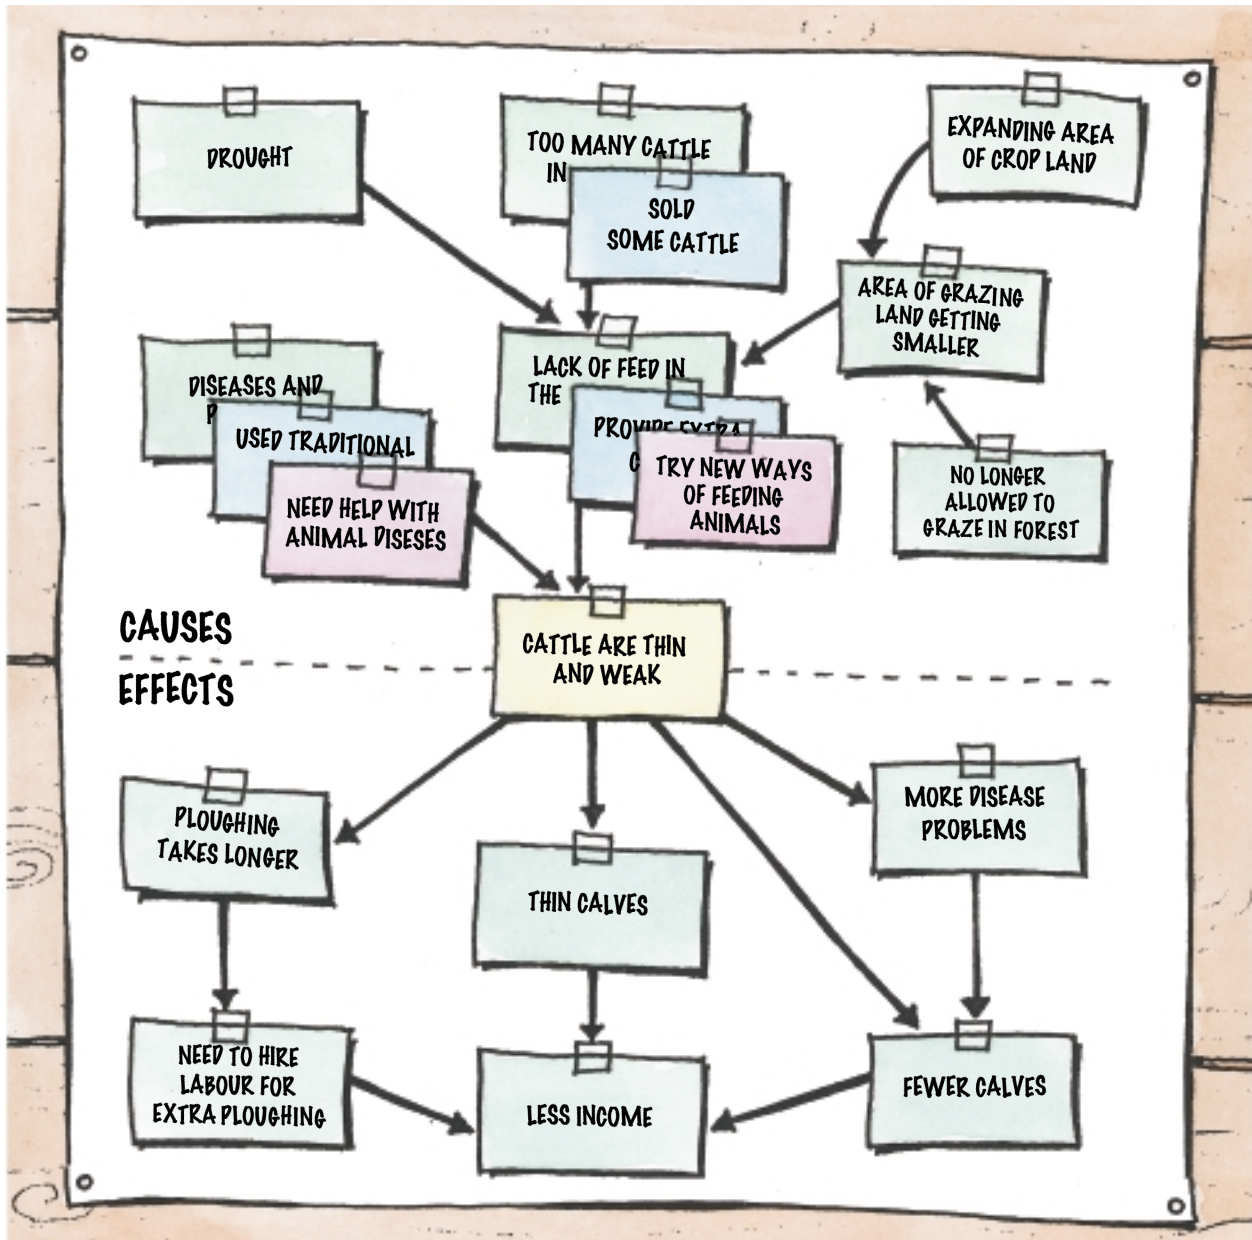 DROUGHT
TOO MANY CATTLE
IN
SOLD
SOME CATTLE
EXPANDING AREA
OF CROP LAND
AREA OF GRAZING
LAND GETTING
SMALLER
DISEASES AND
P
USED TRADITIONAL
NEED HELP WITH
ANIMAL DISESES
LACK OF FEED IN
THE
PROVIDE EXTRA
C
TRY NEW WAYS
OF FEEDING
ANIMALS
NO LONGER
ALLOWED TO
GRAZE IN FOREST
CAUSES
EFFECTS
CATTLE ARE THIN
AND WEAK
PLOUGHING
TAKES LONGER
THIN CALVES
MORE DISEASE
PROBLEMS
NEED TO HIRE
LABOUR FOR
EXTRA PLOUGHING
LESS INCOME
FEWER CALVES